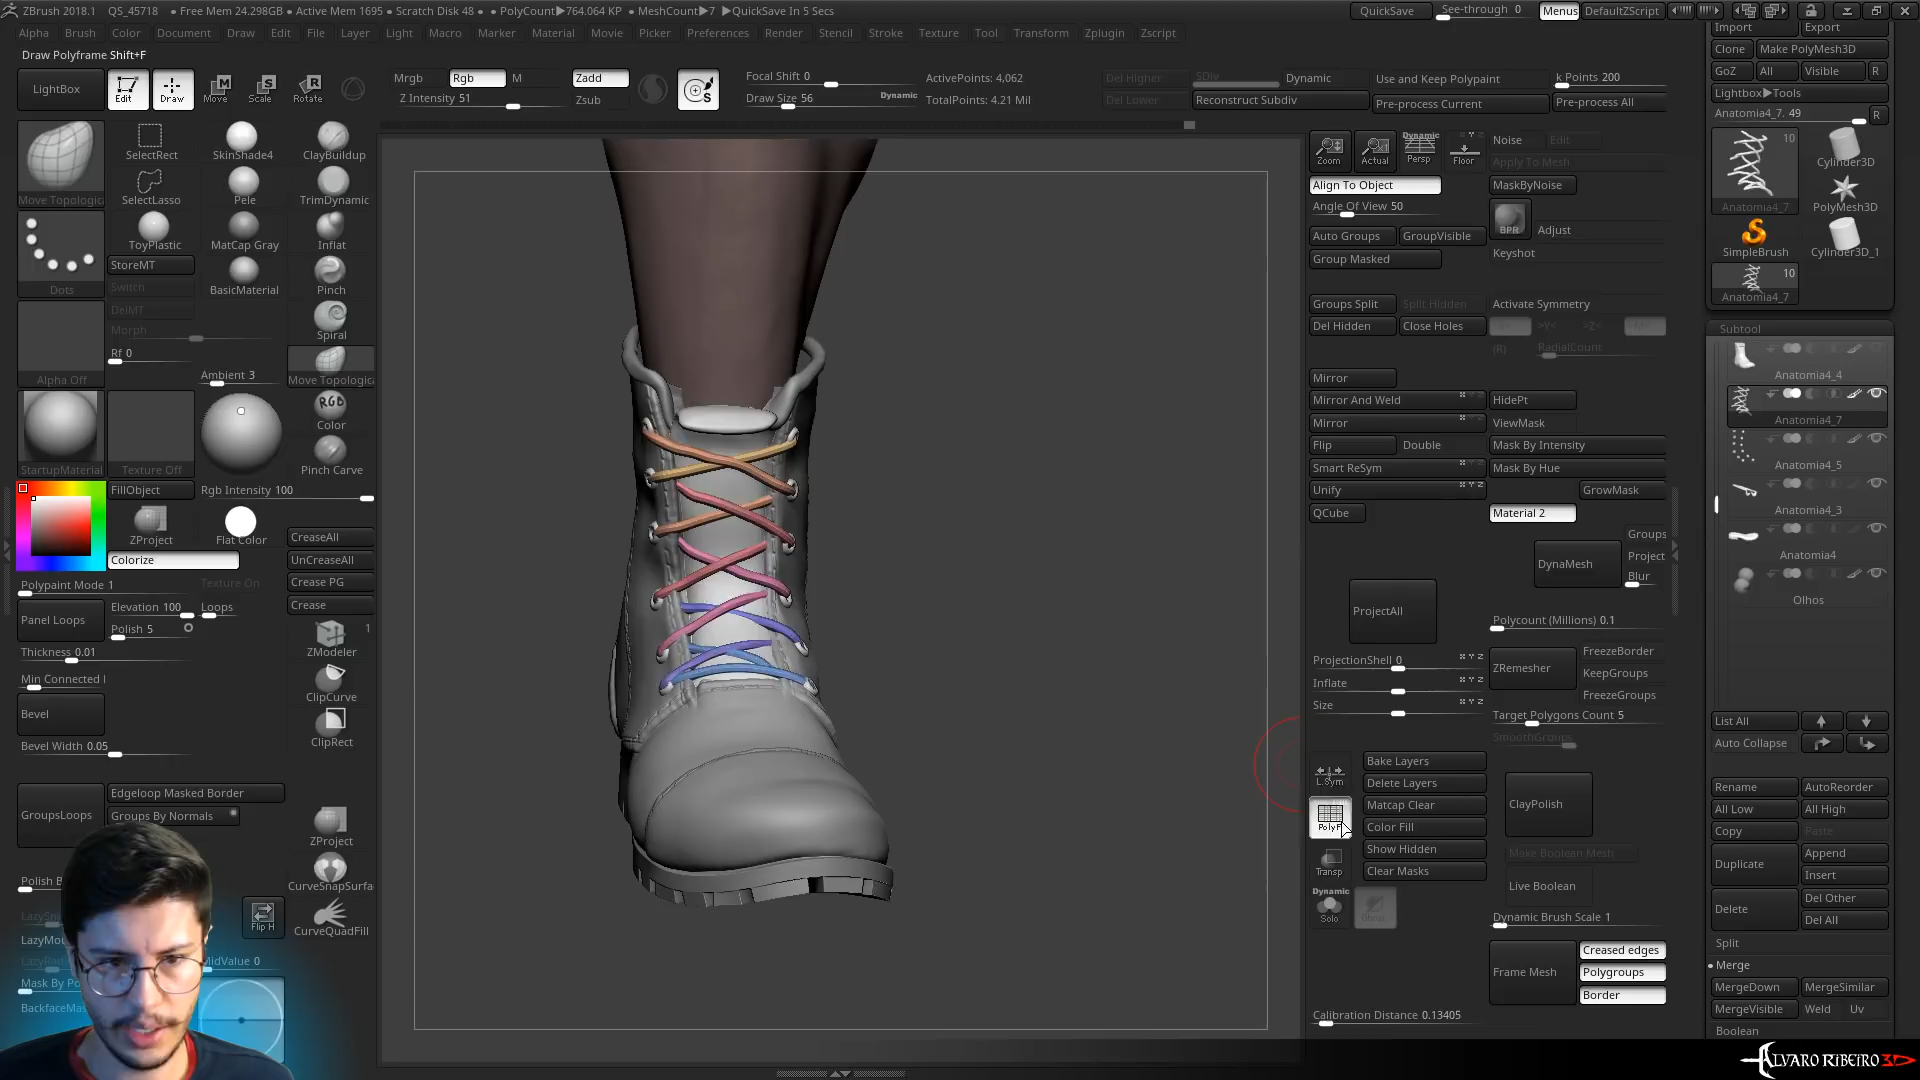 ZBrush 2018.1 QS_45718 • Free Mem 24.298GB • Active Mem 1695 • Scratch Disk 48 • • PolyCount▶764.064 KP • MeshCount▶7 ▶QuickSave In 5 Secs QuickSave See-through 0 Menus DefaultZScript
Alpha Brush Color Document Draw Edit File Layer Light Macro Marker Material Movie Picker Preferences Render Stencil Stroke Texture Tool Transform Zplugin Zscript
Draw Polyframe Shift+F
LightBox Edit Draw Move Scale Rotate
Mrgb Rgb M
Z Intensity 51
Zadd
Zsub
Focal Shift 0
Draw Size 56 Dynamic
ActivePoints: 4,062
TotalPoints: 4.21 Mil
Del Higher
Del Lower
SDiv Dynamic
Reconstruct Subdiv
Use and Keep Polypaint k Points 200
Pre-process Current Pre-process All
SelectRect SkinShade4 ClayBuildup
Move Topologic SelectLasso Pele TrimDynamic
ToyPlastic MatCap Gray Inflat
StoreMT
Switch BasicMaterial Pinch
Dots
DelMT
Morph Spiral
Rf 0
Alpha Off Ambient 3 Move Topologic
RGB
Color
StartupMaterial Texture Off Pinch Curve
FillObject Rgb Intensity 100
ZProject Flat Color CreaseAll
Colorize UnCreaseAll
Polypaint Mode 1 Texture On Crease PG
Panel Loops Elevation 100 Loops Crease
Polish 5 1
Thickness 0.01 ZModeler
Min Connected
Bevel ClipCurve
Bevel Width 0.05 ClipRect
GroupsLoops Edgeloop Masked Border
Groups By Normals
ZProject
Polish B
CurveSnapSurfa
LazySn
LazyMou Flip H CurveQuadFill
LazyRad MidValue 0
Mask By Po
BackfaceMas
Zoom Actual Dynamic Persp Floor Noise Edit
Apply To Mesh
Align To Object MaskByNoise
Angle Of View 50
Auto Groups GroupVisible BPR Adjust
Group Masked Keyshot
Groups Split Split Hidden Activate Symmetry
Del Hidden Close Holes >Y< >Z<
(R) RadialCount
Mirror
Mirror And Weld HidePt
Mirror ViewMask
Flip Double Mask By Intensity
Smart ReSym Mask By Hue
Unify GrowMask
QCube Material 2
Groups
DynaMesh Project
Blur
ProjectAll
Polycount (Millions) 0.1
ProjectionShell 0 ZRemesher FreezeBorder
Inflate KeepGroups
Size FreezeGroups
Target Polygons Count 5
SmoothGroups
L.Sym Bake Layers
Delete Layers
PolyF Matcap Clear ClayPolish
Color Fill
Transp Show Hidden Make Boolean Mesh
Clear Masks
Dynamic Live Boolean
Solo Ghost
Dynamic Brush Scale 1
Frame Mesh Creased edges
Polygroups
Border
Calibration Distance 0.13405
Import Export
Clone Make PolyMesh3D
GoZ All Visible R
Lightbox▶Tools
Anatomia4_7. 49 R
10
Cylinder3D
Anatomia4_7 PolyMesh3D
SimpleBrush Cylinder3D_1
10
Anatomia4_7
Subtool
Anatomia4_4
Anatomia4_7
Anatomia4_5
Anatomia4_3
Anatomia4
Olhos
List All
Auto Collapse
Rename AutoReorder
All Low All High
Copy Paste
Duplicate Append
Insert
Delete Del Other
Del All
Split
Merge
MergeDown MergeSimilar
MergeVisible Weld Uv
Boolean
ALVARO RIBEIRO 3D